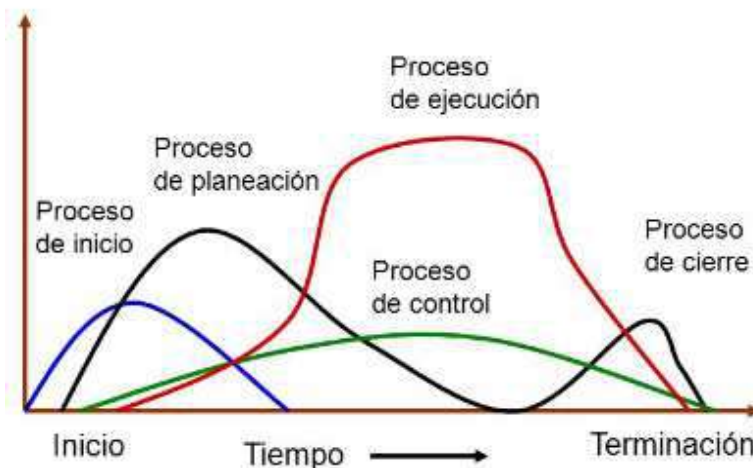 Proceso
de ejecución
Proceso
de planeación
Proceso
de inicio
Proceso
de cierre
Proceso
de control
Inicio
Tiempo
Terminación